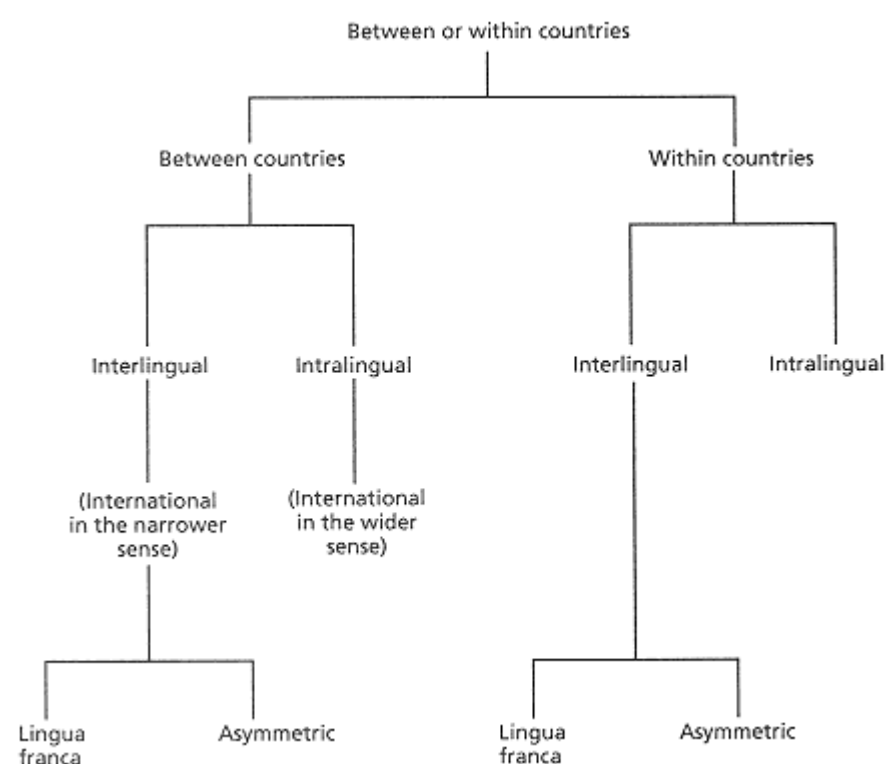 Between or within countries
Between countries
Within countries
Interlingual
Intralingual
Interlingual
Intralingual
(International
in the narrower
sense)
(International
in the wider
sense)
Lingua
franca
Asymmetric
Lingua
franca
Asymmetric